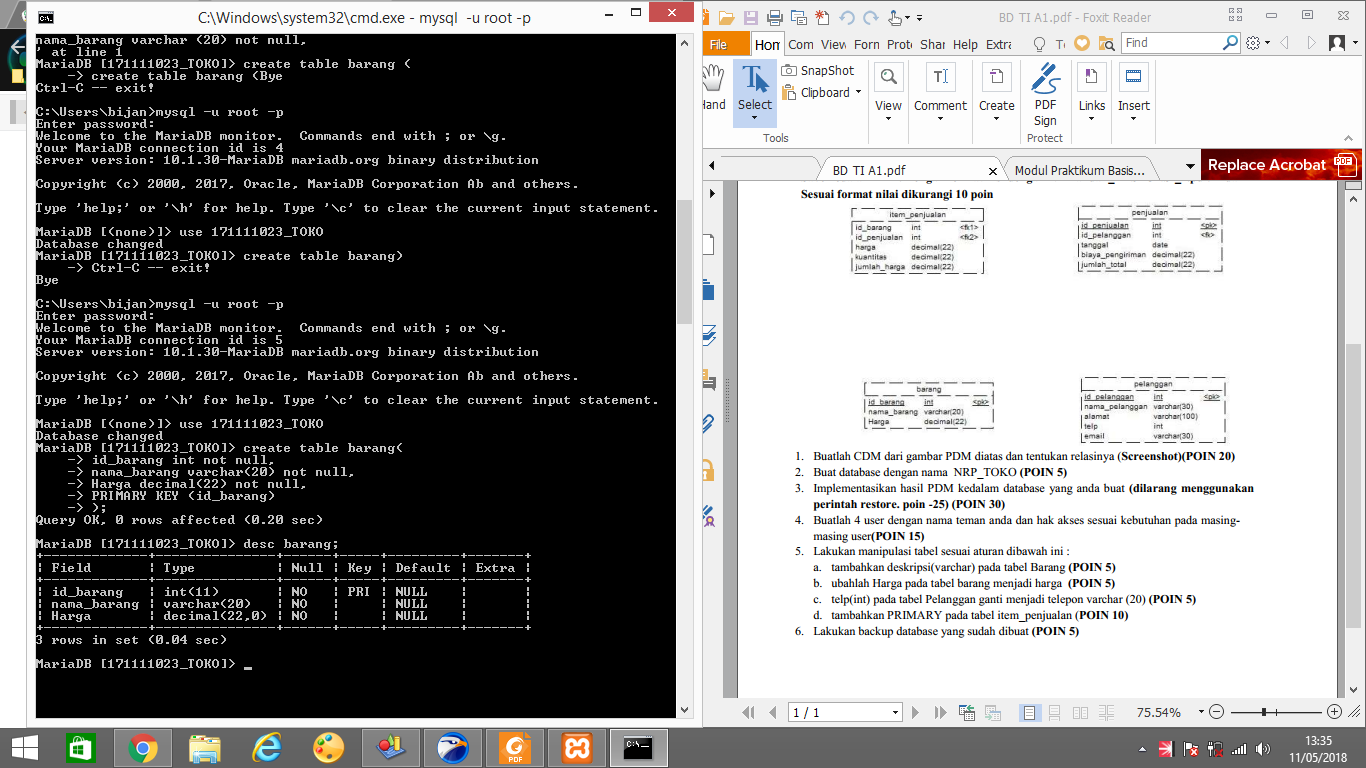 C:\Windows\system32\cmd.exe - mysql -u root -p
nama_barang varchar (20) not null,
' at line 1
MariaDB [171111023_TOKO]> create table barang (
-> create table barang (Bye
Ctrl-C -- exit!
C:\Users\bijan>mysql -u root -p
Enter password:
Welcome to the MariaDB monitor. Commands end with ; or \g.
Your MariaDB connection id is 4
Server version: 10.1.30-MariaDB mariadb.org binary distribution
Copyright (c) 2000, 2017, Oracle, MariaDB Corporation Ab and others.
Type 'help;' or '\h' for help. Type '\c' to clear the current input statement.
MariaDB [(none)]> use 171111023_TOKO
Database changed
MariaDB [171111023_TOKO]> create table barang)
-> Ctrl-C -- exit!
Bye
C:\Users\bijan>mysql -u root -p
Enter password:
Welcome to the MariaDB monitor. Commands end with ; or \g.
Your MariaDB connection id is 5
Server version: 10.1.30-MariaDB mariadb.org binary distribution
Copyright (c) 2000, 2017, Oracle, MariaDB Corporation Ab and others.
Type 'help;' or '\h' for help. Type '\c' to clear the current input statement.
MariaDB [(none)]> use 171111023_TOKO
Database changed
MariaDB [171111023_TOKO]> create table barang(
-> id_barang int not null,
-> nama_barang varchar(20) not null,
-> Harga decimal(22) not null,
-> PRIMARY KEY (id_barang)
-> );
Query OK, 0 rows affected (0.20 sec)
MariaDB [171111023_TOKO]> desc barang;
| Field | Type | Null | Key | Default | Extra |
| id_barang | int(11) | NO | PRI | NULL | |
| nama_barang | varchar(20) | NO | | NULL | |
| Harga | decimal(22,0) | NO | | NULL | |
3 rows in set (0.04 sec)
MariaDB [171111023_TOKO]> _
BD TI A1.pdf - Foxit Reader
File Hom Com View Forn Prote Shar Help Extra To Find
Hand Select SnapShot Clipboard View Comment Create PDF Sign Links Insert
Tools Protect
BD TI A1.pdf Modul Praktikum Basis... Replace Acrobat PDF
Sesuai format nilai dikurangi 10 poin
item_penjualan
id_barang int <fk1>
id_penjualan int <fk2>
harga decimal(22)
kuantitas decimal(22)
jumlah_harga decimal(22)
penjualan
id_penjualan int <pk>
id_pelanggan int <fk>
tanggal date
biaya_pengiriman decimal(22)
jumlah_total decimal(22)
barang
id_barang int <pk>
nama_barang varchar(20)
Harga decimal(22)
pelanggan
id_pelanggan int <pk>
nama_pelanggan varchar(30)
alamat varchar(100)
telp int
email varchar(30)
1. Buatlah CDM dari gambar PDM diatas dan tentukan relasinya (Screenshot)(POIN 20)
2. Buat database dengan nama NRP_TOKO (POIN 5)
3. Implementasikan hasil PDM kedalam database yang anda buat (dilarang menggunakan
perintah restore. poin -25) (POIN 30)
4. Buatlah 4 user dengan nama teman anda dan hak akses sesuai kebutuhan pada masing-
masing user(POIN 15)
5. Lakukan manipulasi tabel sesuai aturan dibawah ini :
a. tambahkan deskripsi(varchar) pada tabel Barang (POIN 5)
b. ubahlah Harga pada tabel barang menjadi harga (POIN 5)
c. telp(int) pada tabel Pelanggan ganti menjadi telepon varchar (20) (POIN 5)
d. tambahkan PRIMARY pada tabel item_penjualan (POIN 10)
6. Lakukan backup database yang sudah dibuat (POIN 5)
1 / 1 75.54%
13:35
11/05/2018